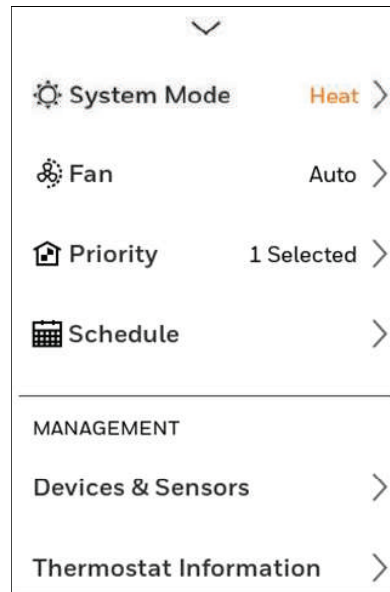 System Mode Heat
Fan Auto
Priority 1 Selected
Schedule
MANAGEMENT
Devices & Sensors
Thermostat Information